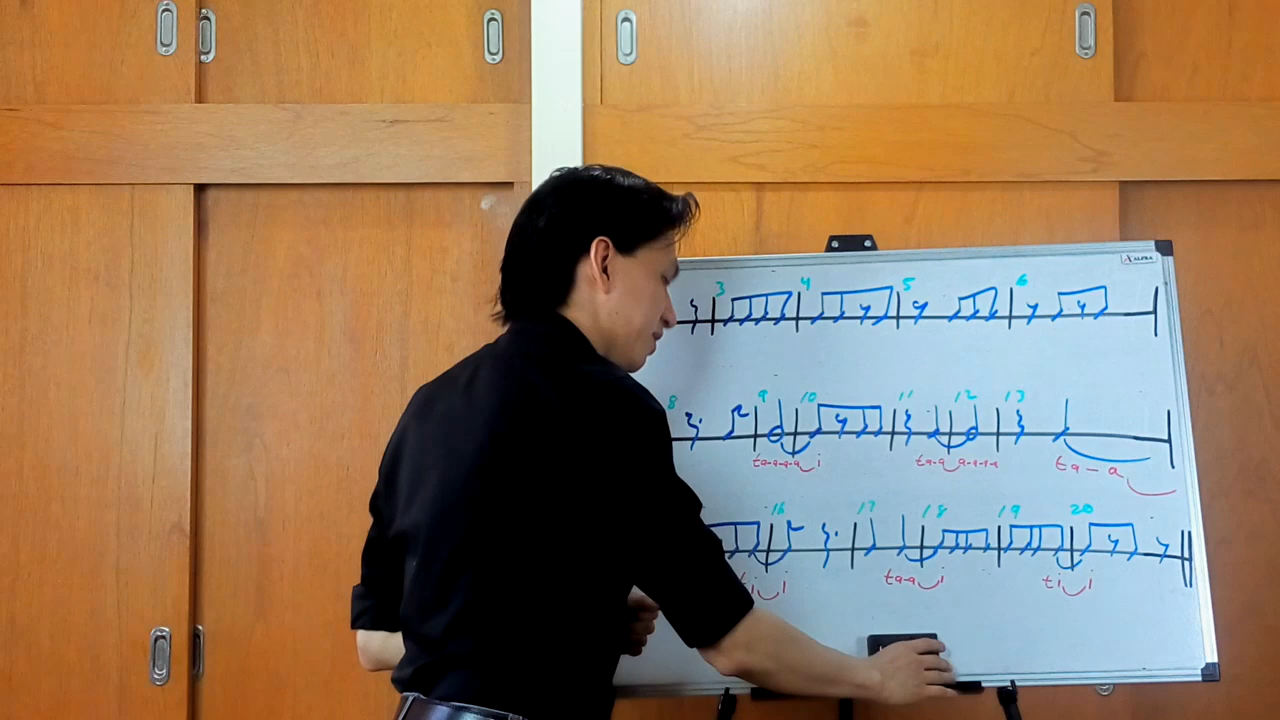 ALFRA
3 4 5 6
8 9 10 11 12 13
ta-a-a-a i ta-a a-a-a-a ta-a
16 17 18 19 20
ti i ta-a i ti i